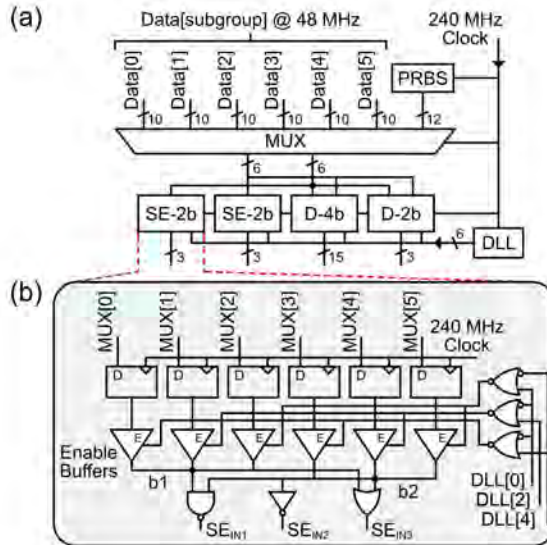 (a)
Data[subgroup] @ 48 MHz
240 MHz
Clock
Data[0]
Data[1]
Data[2]
Data[3]
Data[4]
Data[5]
PRBS
10
10
10
10
10
10
12
MUX
6
6
SE-2b
SE-2b
D-4b
D-2b
6
DLL
3
3
15
3
(b)
MUX[0]
MUX[1]
MUX[2]
MUX[3]
MUX[4]
MUX[5]
240 MHz
Clock
D
D
D
D
D
D
E
E
E
E
E
E
Enable
Buffers
b1
b2
DLL[0]
DLL[2]
DLL[4]
SEIN1
SEIN2
SEIN3